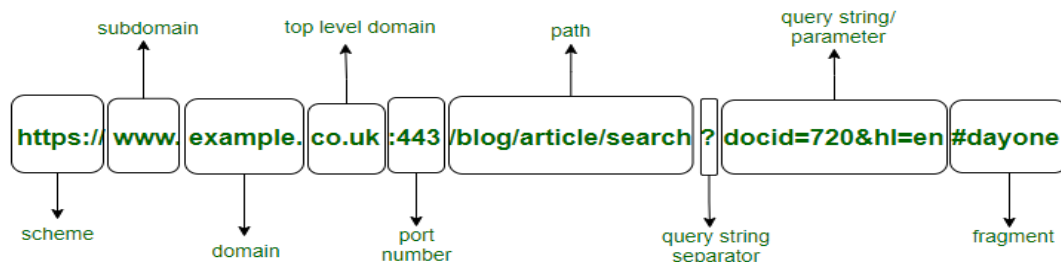 subdomain
top level domain
path
query string/
parameter
https:// www. example. co.uk :443 /blog/article/search ? docid=720&hl=en #dayone
scheme
domain
port
number
query string
separator
fragment